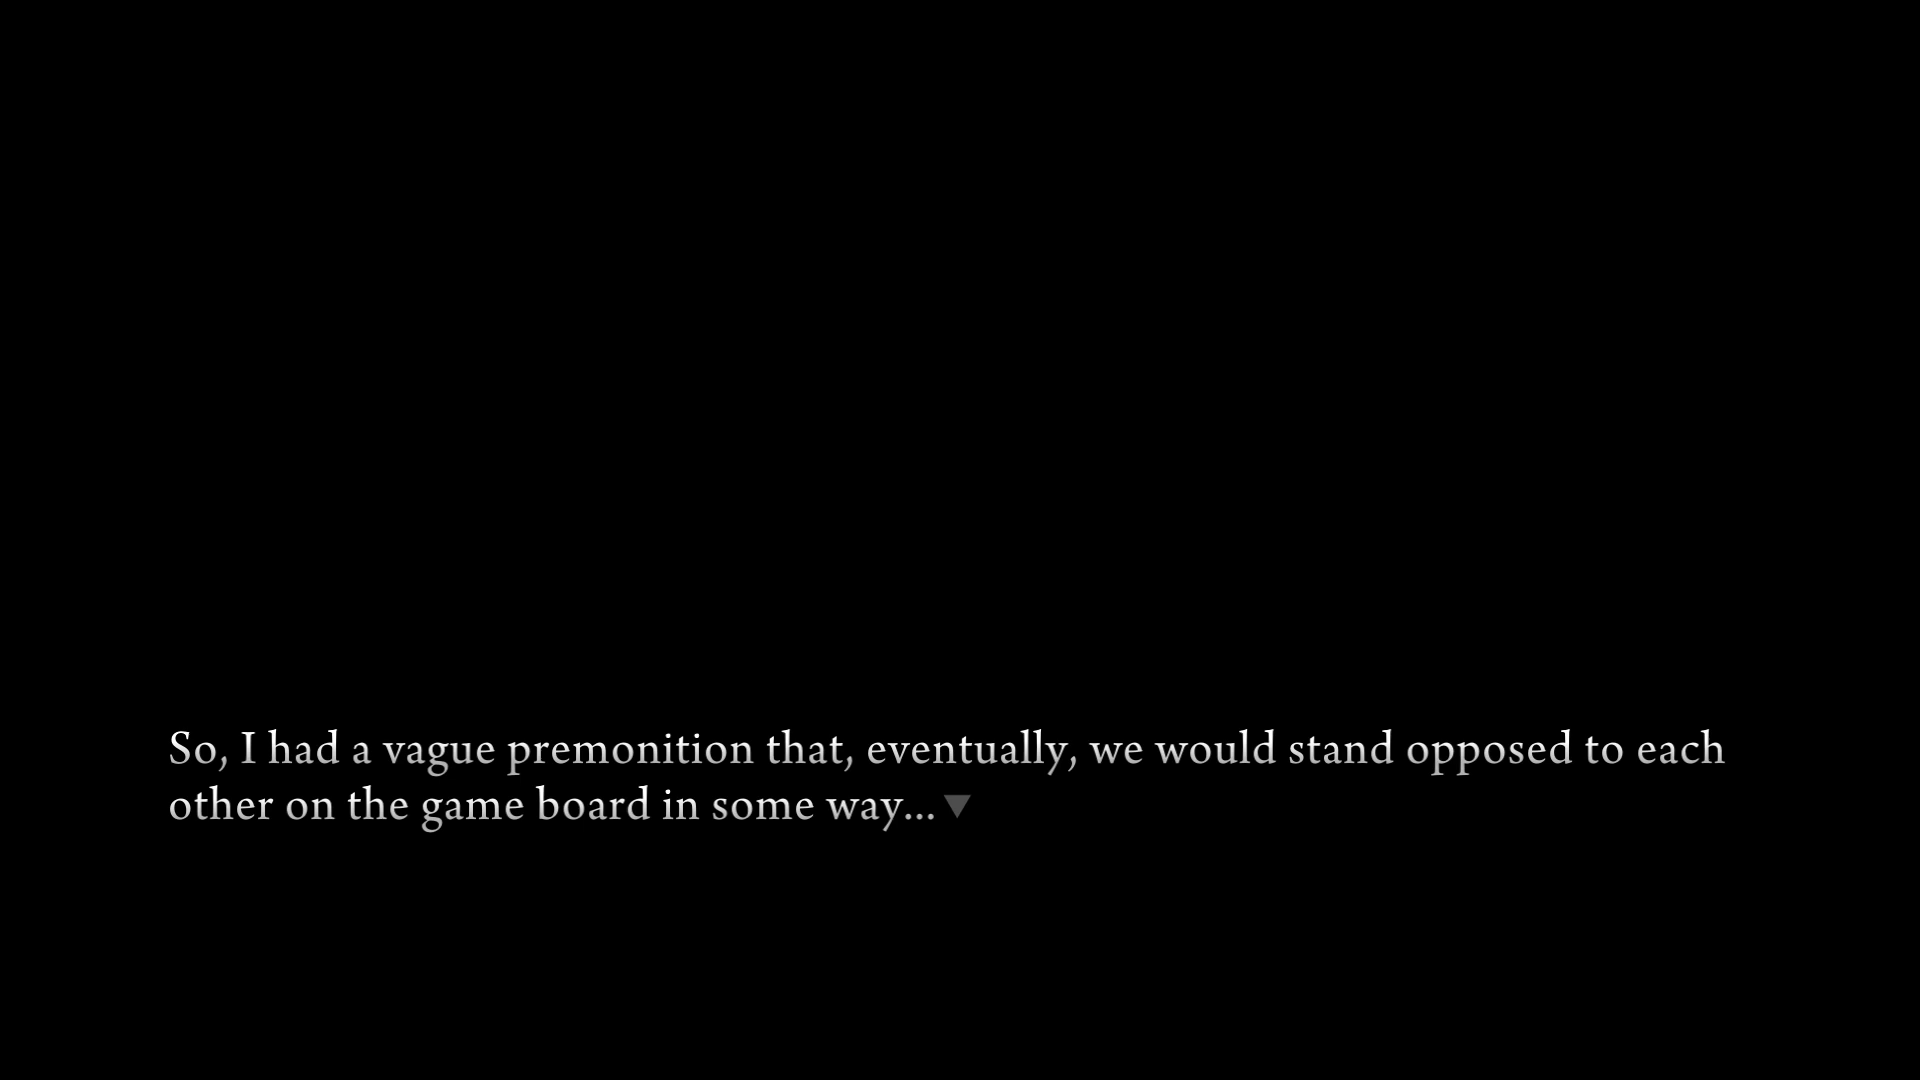 So, I had a vague premonition that, eventually, we would stand opposed to each
other on the game board in some way...